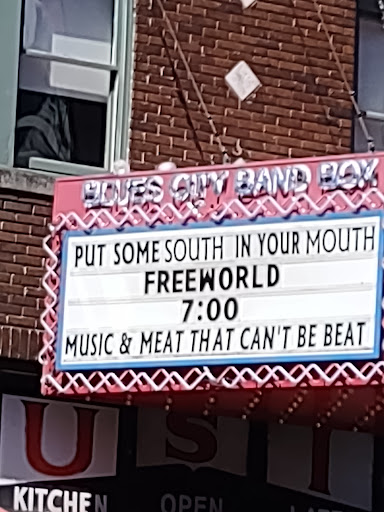 BLUES CITY BAND BOX
PUT SOME SOUTH IN YOUR MOUTH
FREEWORLD
7:00
MUSIC & MEAT THAT CAN'T BE BEAT
U S I
KITCHEN OPEN LATE